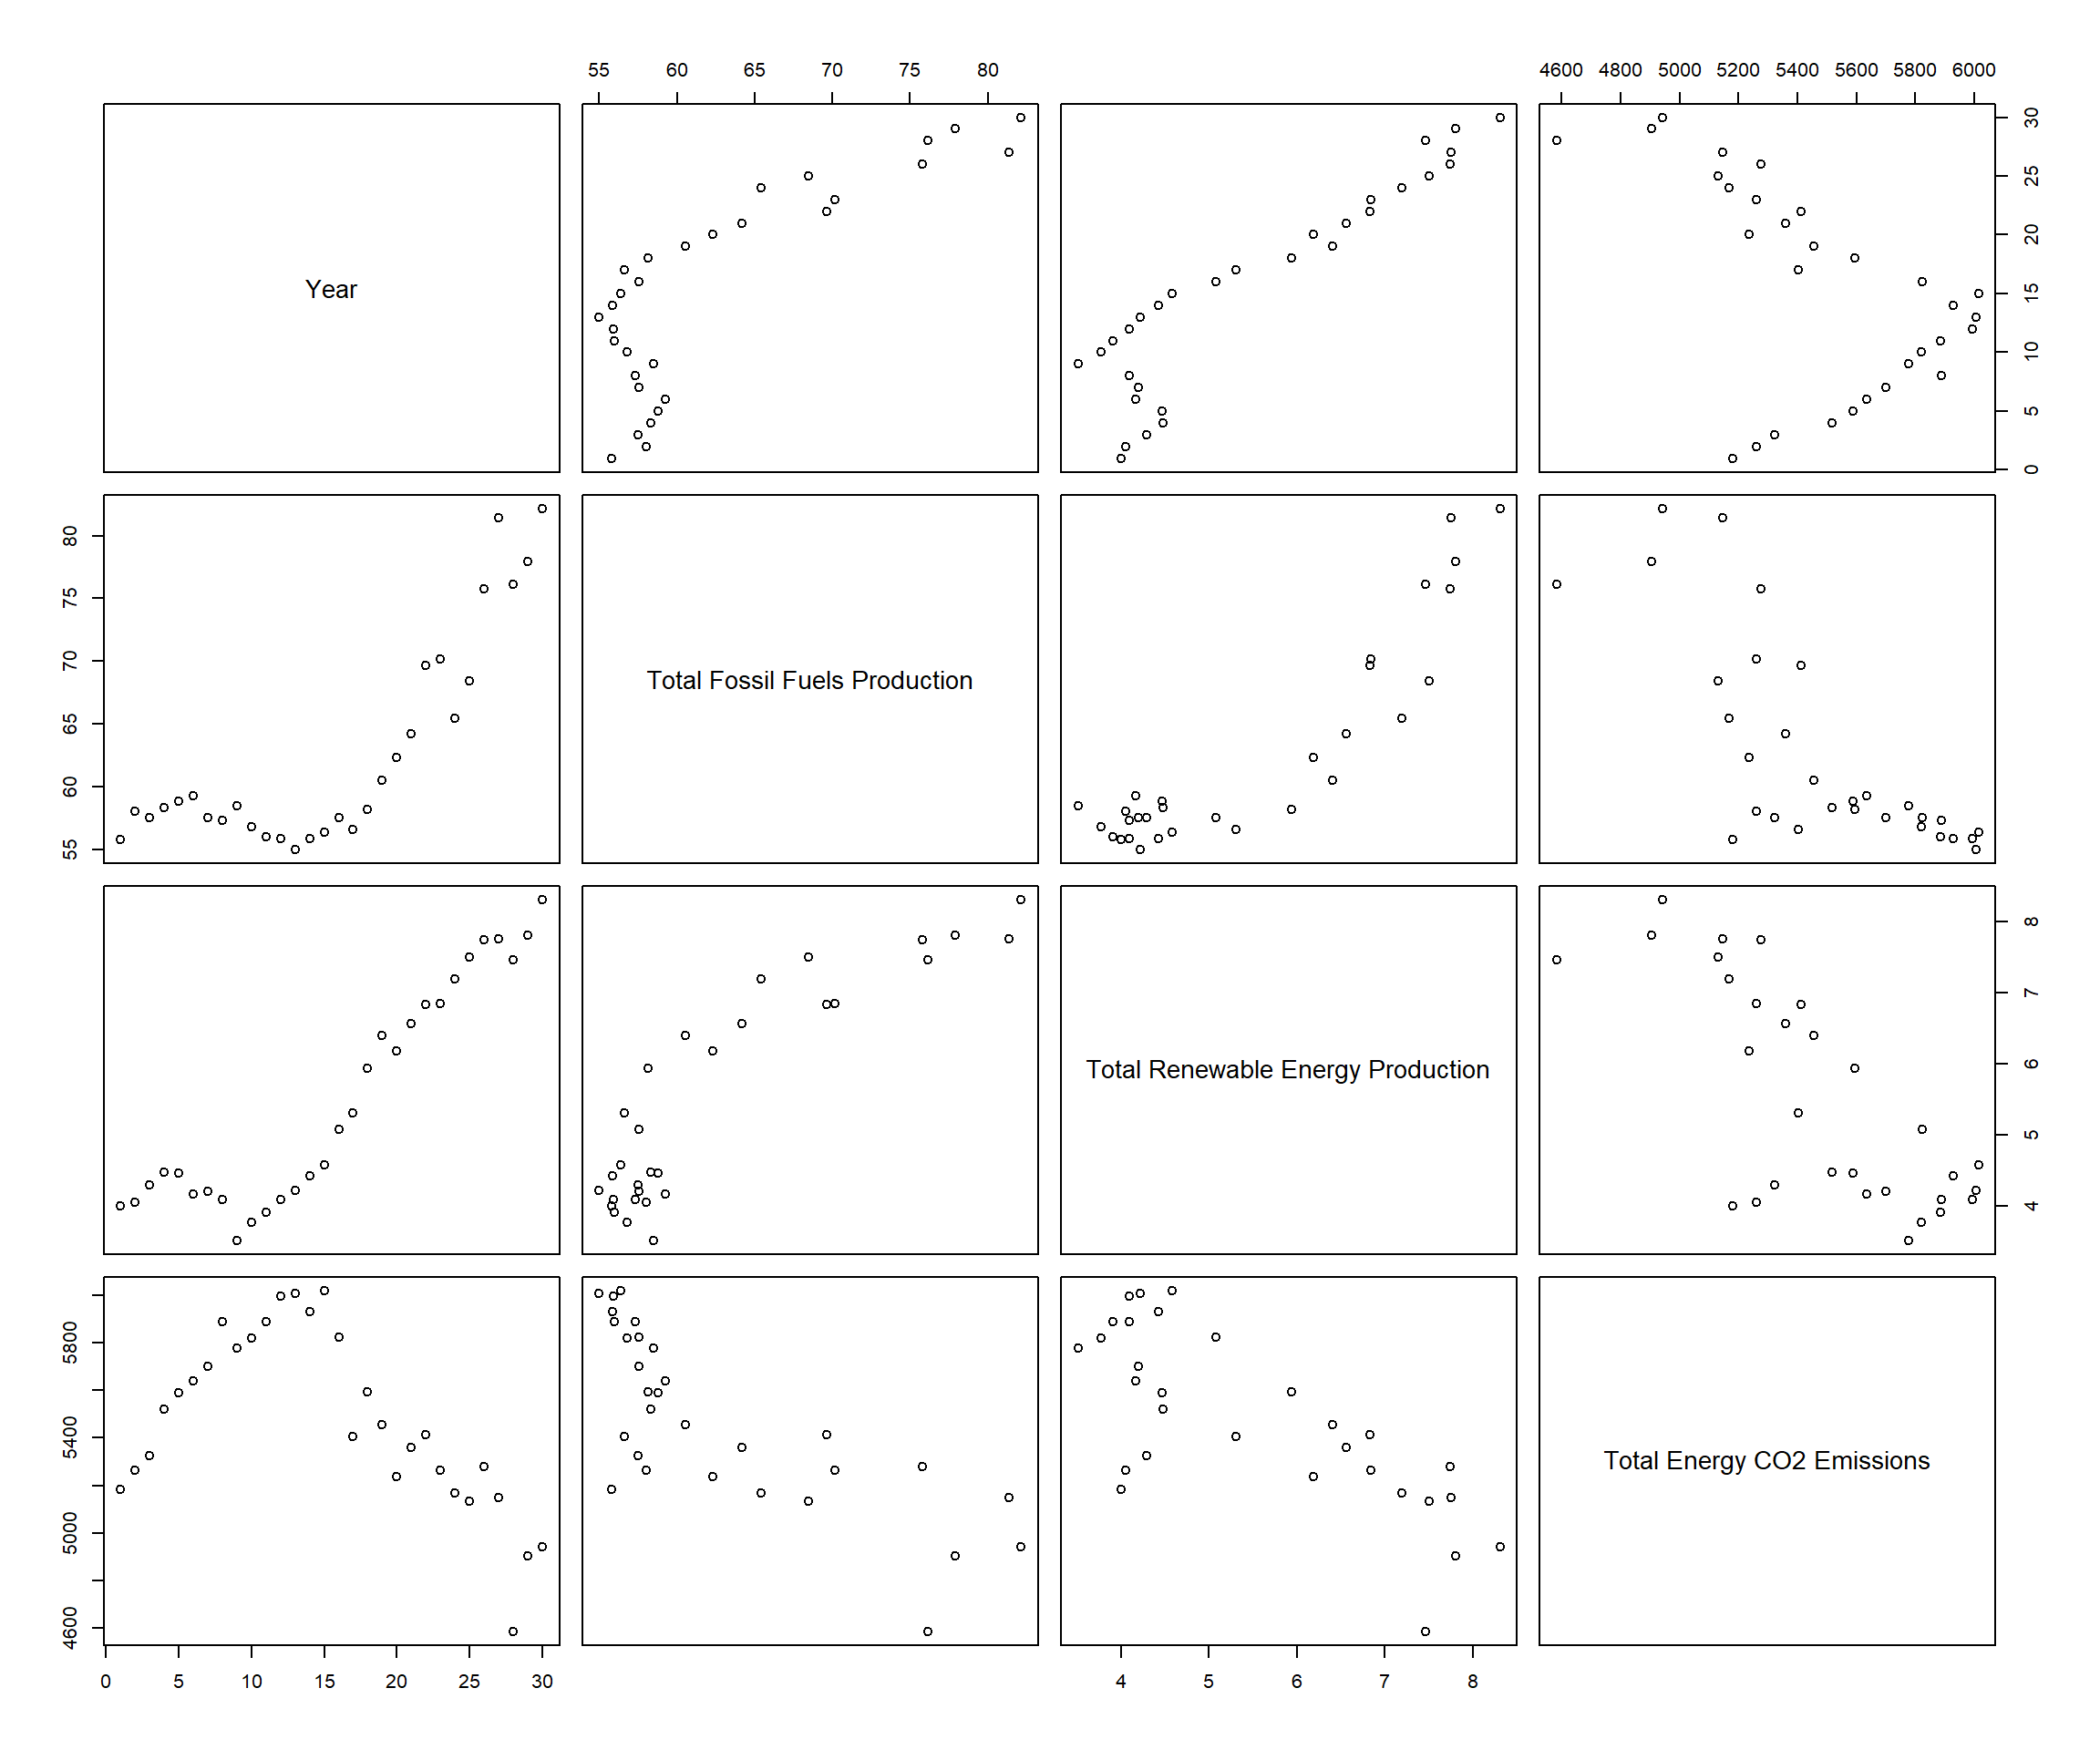 55 60 65 70 75 80
4600 4800 5000 5200 5400 5600 5800 6000
Year
0 5 10 15 20 25 30
55 60 65 70 75 80
Total Fossil Fuels Production
Total Renewable Energy Production
4 5 6 7 8
4600 5000 5400 5800
Total Energy CO2 Emissions
0 5 10 15 20 25 30
4 5 6 7 8